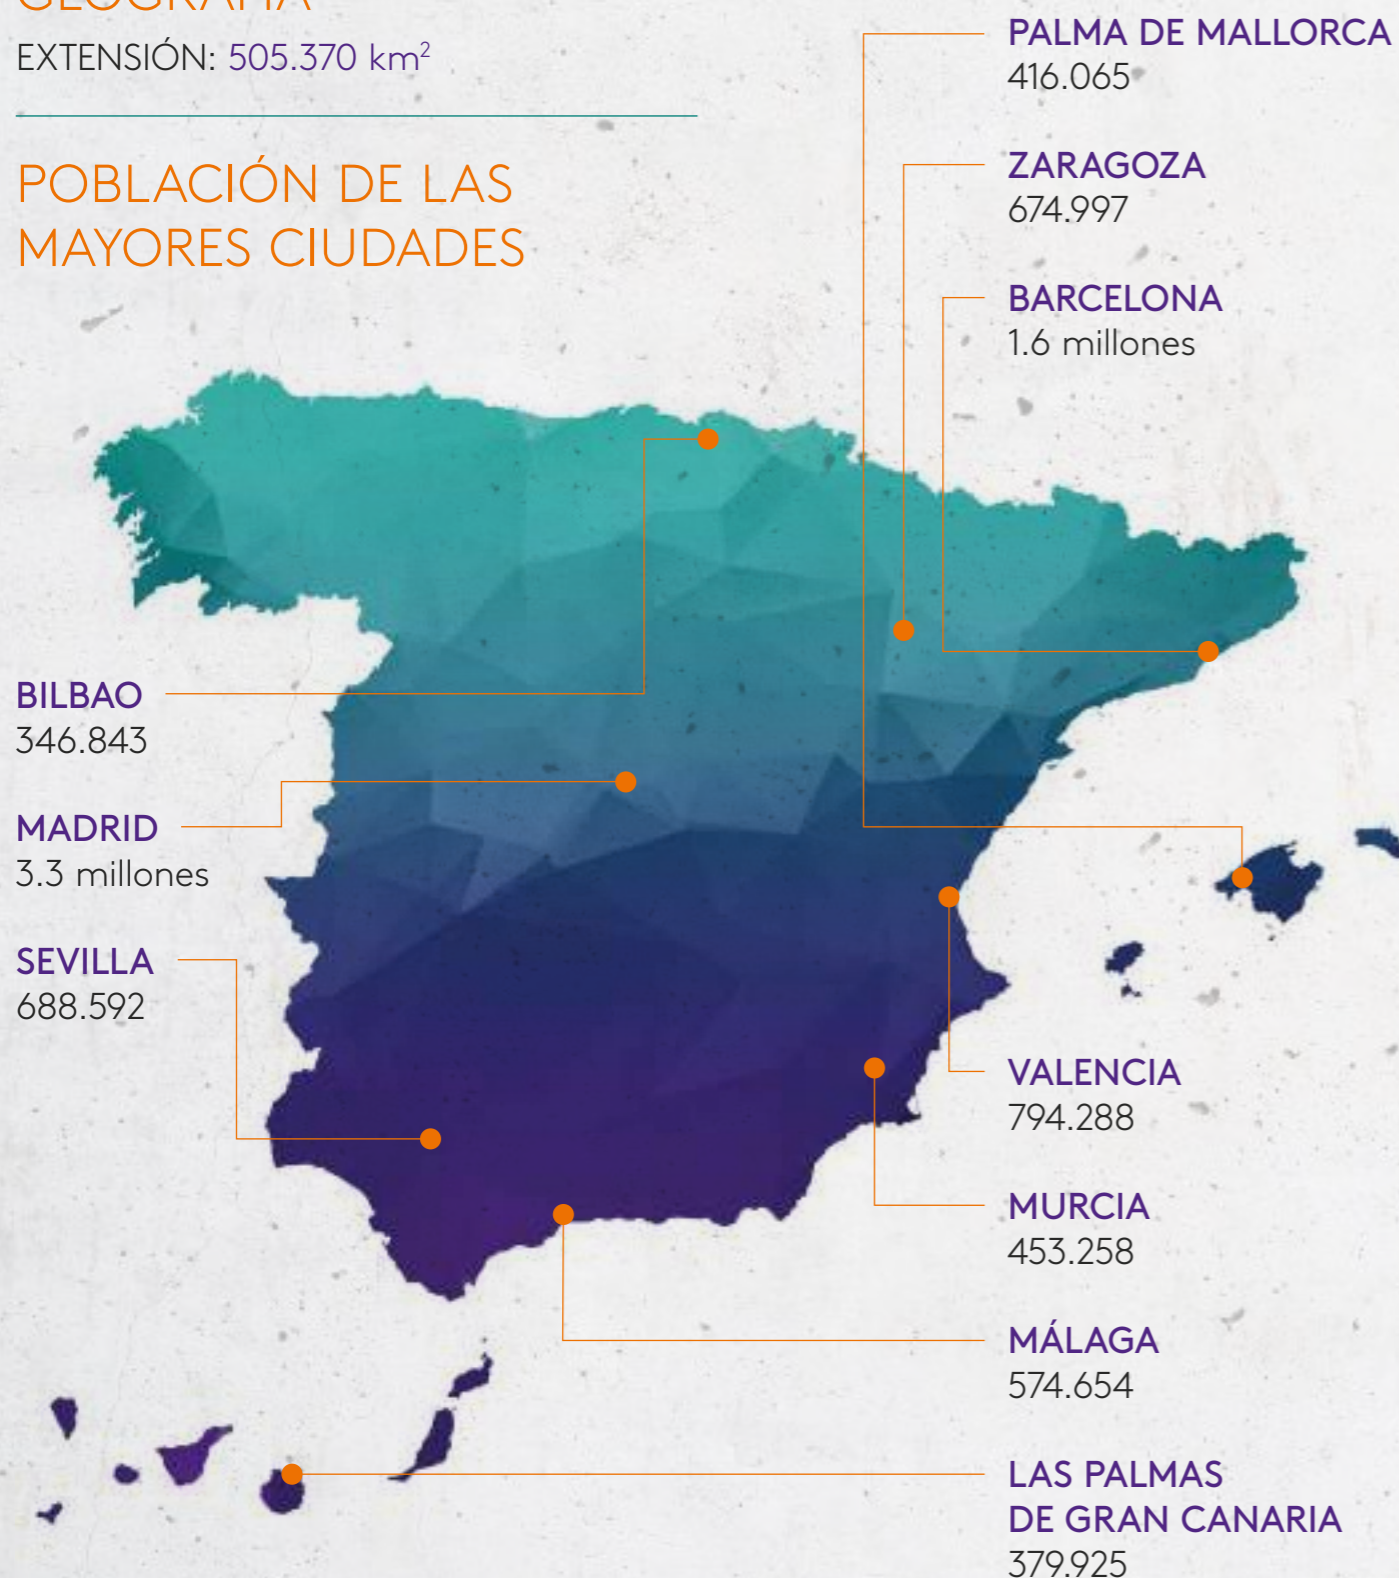 GEOGRAFÍA
EXTENSIÓN: 505.370 km²
POBLACIÓN DE LAS
MAYORES CIUDADES
PALMA DE MALLORCA
416.065
ZARAGOZA
674.997
BARCELONA
1.6 millones
BILBAO
346.843
MADRID
3.3 millones
SEVILLA
688.592
VALENCIA
794.288
MURCIA
453.258
MÁLAGA
574.654
LAS PALMAS
DE GRAN CANARIA
379.925